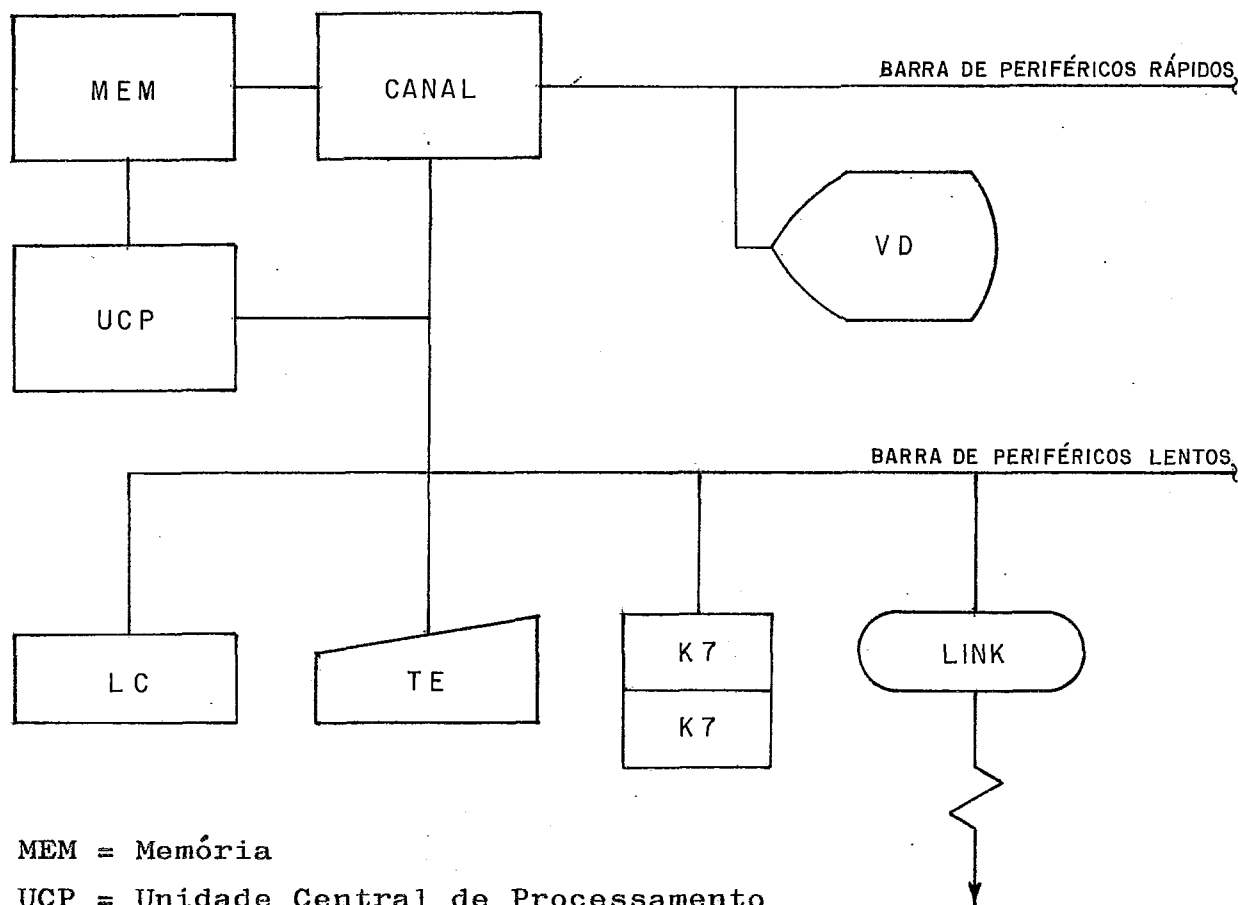 MEM
CANAL
BARRA DE PERIFÉRICOS RÁPIDOS
VD
UCP
BARRA DE PERIFÉRICOS LENTOS
LC
TE
K7
K7
LINK
MEM = Memória
UCP = Unidade Central de Processamento